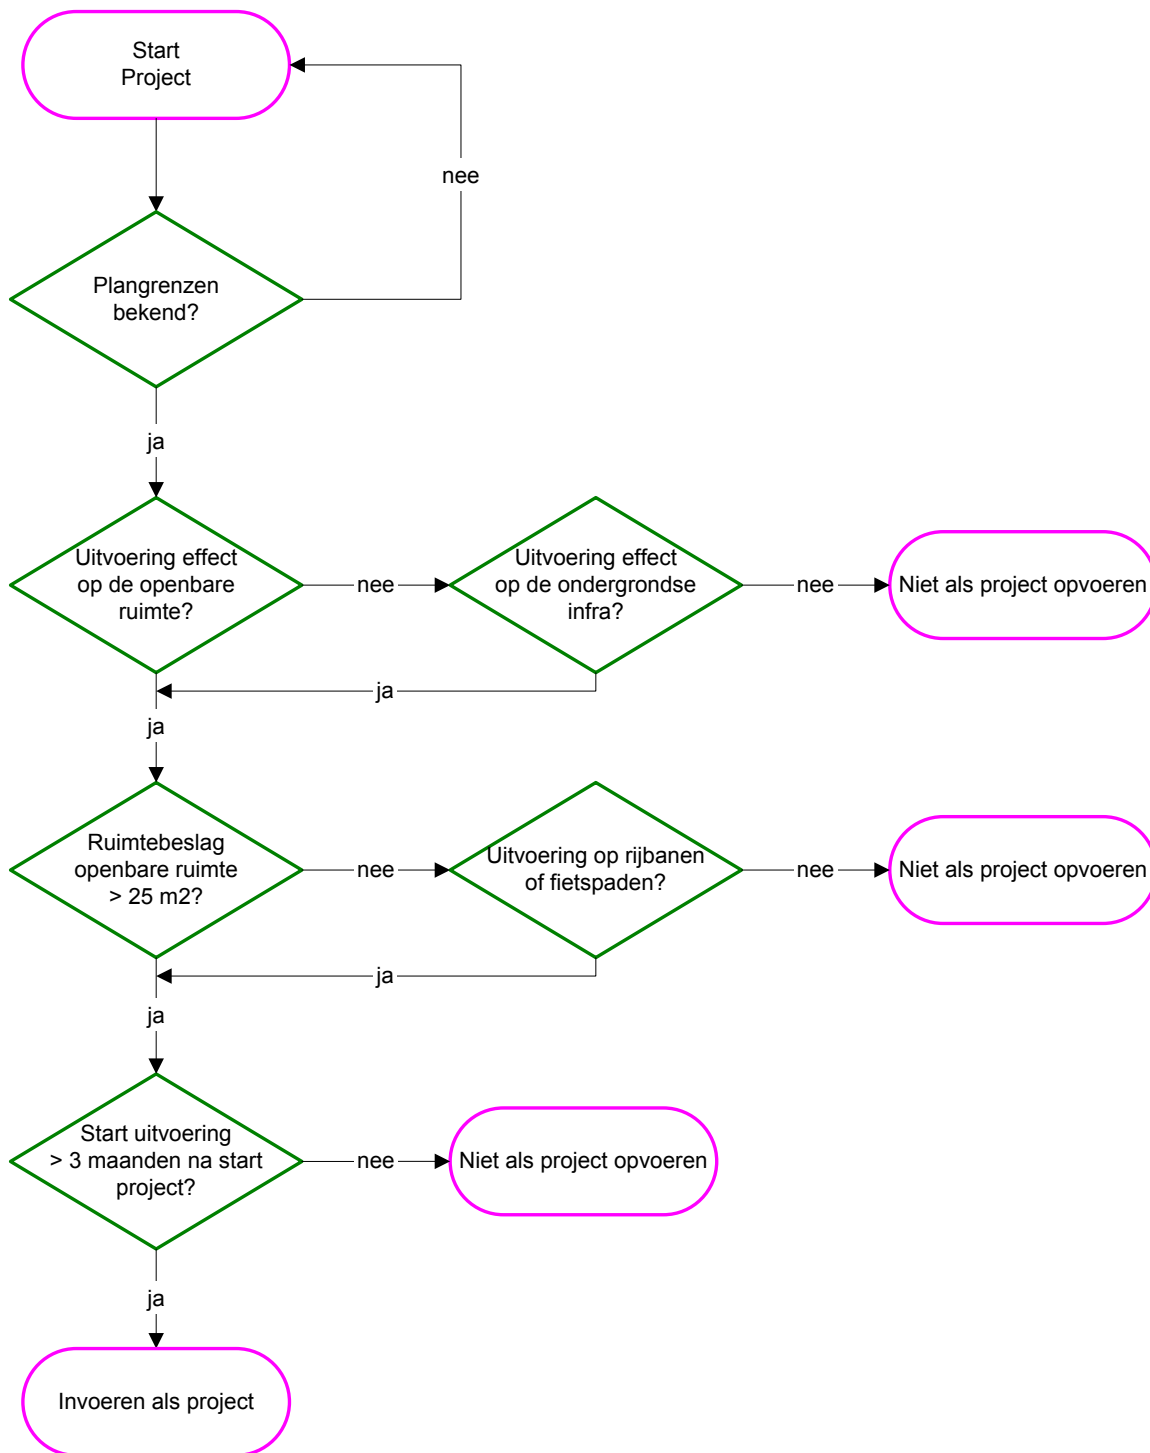 Start
Project
nee
Plangrenzen
bekend?
ja
Uitvoering effect
op de openbare
ruimte?
nee
Uitvoering effect
op de ondergrondse
infra?
nee
Niet als project opvoeren
ja
ja
Ruimtebeslag
openbare ruimte
> 25 m2?
nee
Uitvoering op rijbanen
of fietspaden?
nee
Niet als project opvoeren
ja
ja
Start uitvoering
> 3 maanden na start
project?
nee
Niet als project opvoeren
ja
Invoeren als project